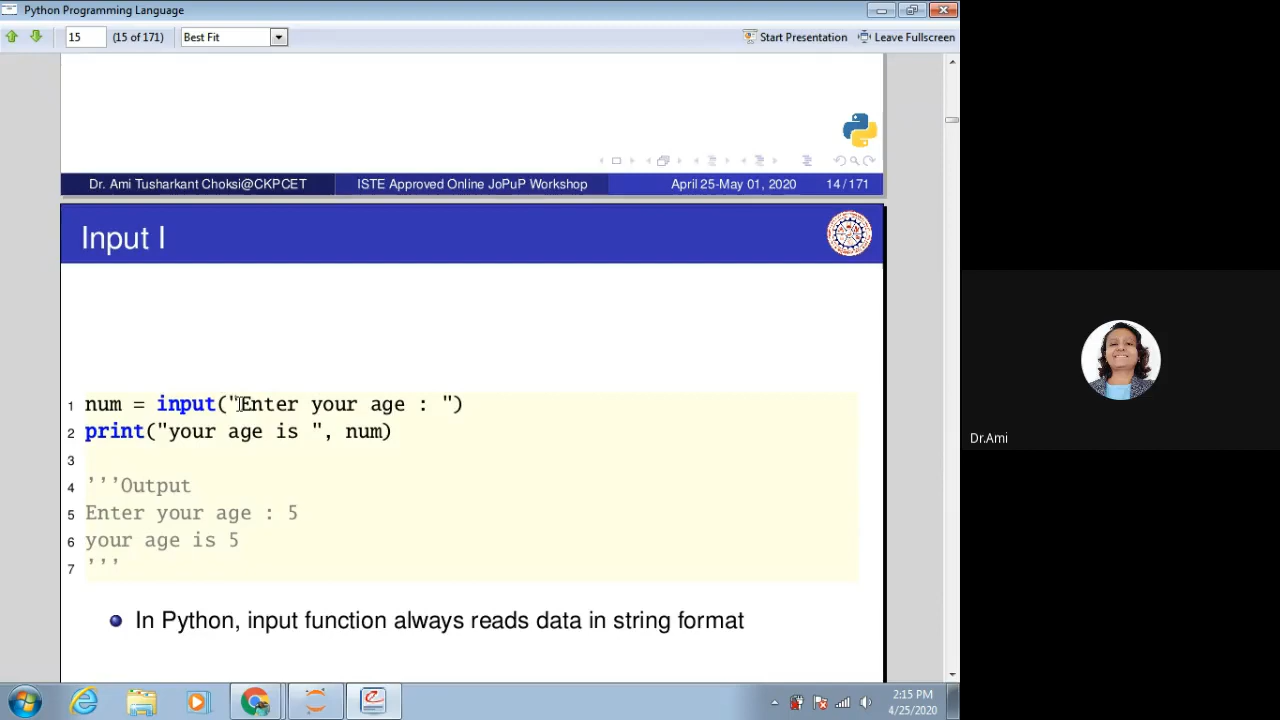 Python Programming Language
15 (15 of 171) Best Fit Start Presentation Leave Fullscreen
Dr. Ami Tusharkant Choksi@CKPCET ISTE Approved Online JoPuP Workshop April 25-May 01, 2020 14/171
Input I
1 num = input("Enter your age : ")
2 print("your age is ", num)
3
4 '''Output
5 Enter your age : 5
6 your age is 5
7 '''
In Python, input function always reads data in string format
Dr.Ami
2:15 PM
4/25/2020